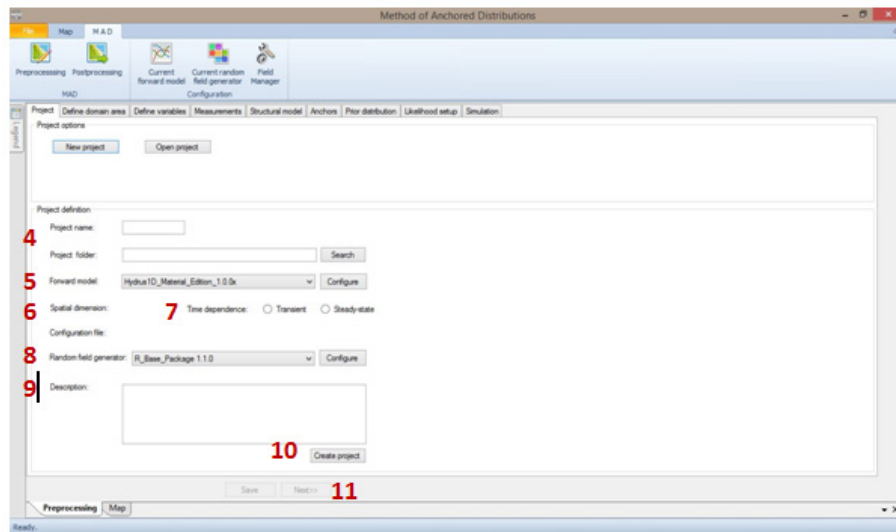 Method of Anchored Distributions
File Map MAD
Preprocessing Postprocessing
Current forward model
Current random field generator
Field Manager
MAD
Configuration
Legend
Project Define domain area Define variables Measurements Structural model Anchors Prior distribution Likelihood setup Simulation
Project options
New project Open project
Project definition
Project name:
4
Project folder: Search
5 Forward model: Hydrus1D_Material_Edition_1.0.0x Configure
6 Spatial dimension: 7 Time dependence: Transient Steady-state
Configuration file:
8 Random field generator: R_Base_Package 1.1.0 Configure
9 Description:
10 Create project
Save Next>> 11
Preprocessing Map
Ready.